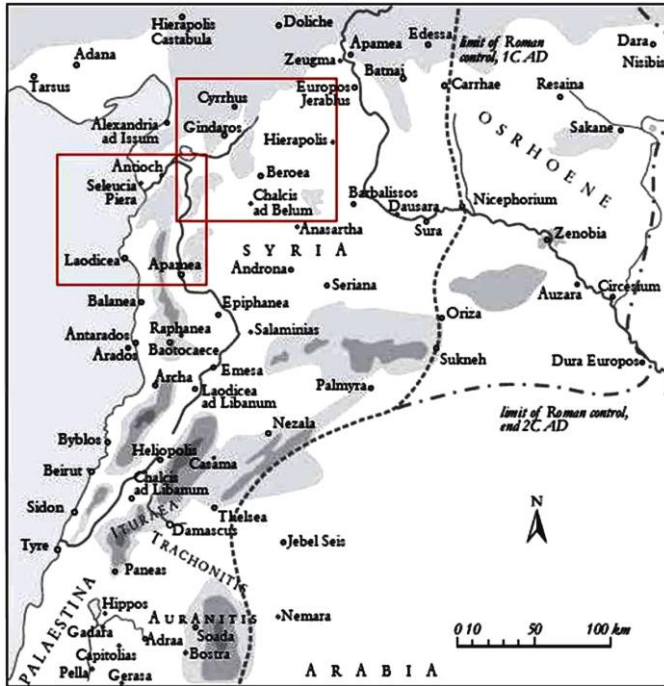 Hierapolis
Castabula
Doliche
Adana
Tarsus
Zeugma
Apamea
Edessa
limit of Roman
control, 1C AD
Dara
Nisibis
Batnai
Europos
Jerablus
Carrhae
Resaina
Cyrrhus
Alexandria
ad Issum
Gindaros
Sakane
OSRHOENE
Hierapolis
Antioch
Seleucia
Piera
Beroea
Chalcis
ad Belum
Barbalissos
Dausara
Nicephorium
Anasartha
Sura
SYRIA
Zenobia
Laodicea
Apamea
Androna
Seriana
Auzara
Circesium
Balanea
Epiphanea
Oriza
Antarados
Arados
Raphanea
Baotocaece
Salaminias
Sukneh
Emesa
Dura Europos
Archa
Laodicea
ad Libanum
Palmyra
limit of Roman control,
end 2C AD
Nezala
Byblos
Heliopolis
Casama
Beirut
Chalcis
ad Libanum
Sidon
ITURAEA
Thelsea
Damascus
N
Tyre
TRACHONITIS
Jebel Seis
Paneas
PALAESTINA
Hippos
AURANITIS
Nemara
Gadara
Adraa
Soada
Capitolias
Bostra
Pella
Gerasa
ARABIA
0 10 50 100 km